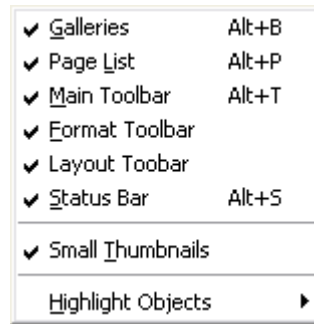 Galleries Alt+B
Page List Alt+P
Main Toolbar Alt+T
Format Toolbar
Layout Toobar
Status Bar Alt+S
Small Thumbnails
Highlight Objects